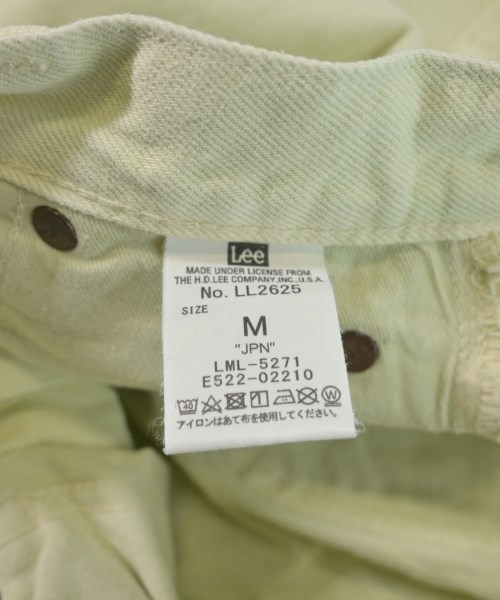 Lee
MADE UNDER LICENSE FROM
THE H.D.LEE COMPANY,INC.,U.S.A.
No. LL2625
SIZE
M
"JPN"
LML-5271
E522-02210
40 W
アイロンはあて布を使用してください。